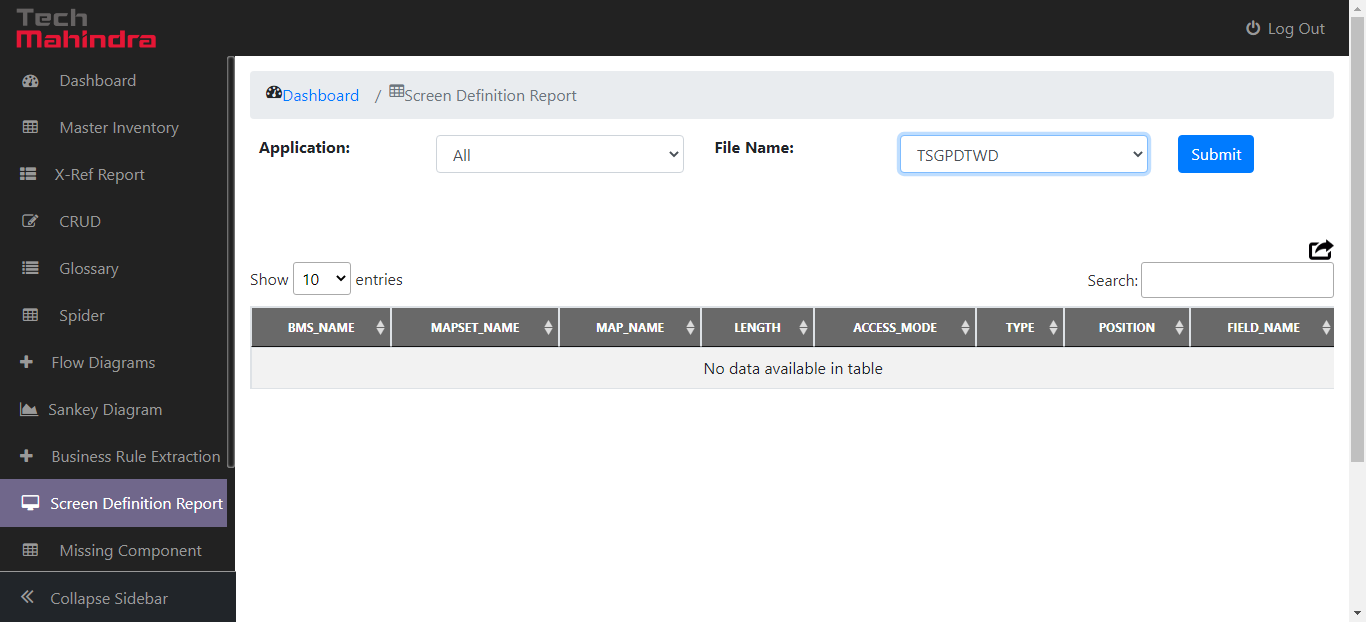 Tech
Mahindra
Log Out
Dashboard
Master Inventory
X-Ref Report
CRUD
Glossary
Spider
Flow Diagrams
Sankey Diagram
Business Rule Extraction
Screen Definition Report
Missing Component
Collapse Sidebar
Dashboard / Screen Definition Report
Application: All File Name: TSGPDTWD Submit
Show 10 entries Search:
BMS_NAME MAPSET_NAME MAP_NAME LENGTH ACCESS_MODE TYPE POSITION FIELD_NAME
No data available in table